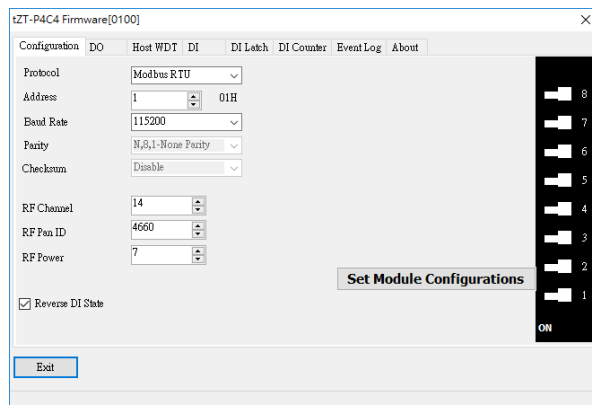 tZT-P4C4 Firmware[0100]
Configuration DO Host WDT DI DI Latch DI Counter Event Log About
Protocol Modbus RTU
Address 1 01H
Baud Rate 115200
Parity N,8,1-None Parity
Checksum Disable
RF Channel 14
RF Pan ID 4660
RF Power 7
Set Module Configurations
Reverse DI State
8
7
6
5
4
3
2
1
ON
Exit